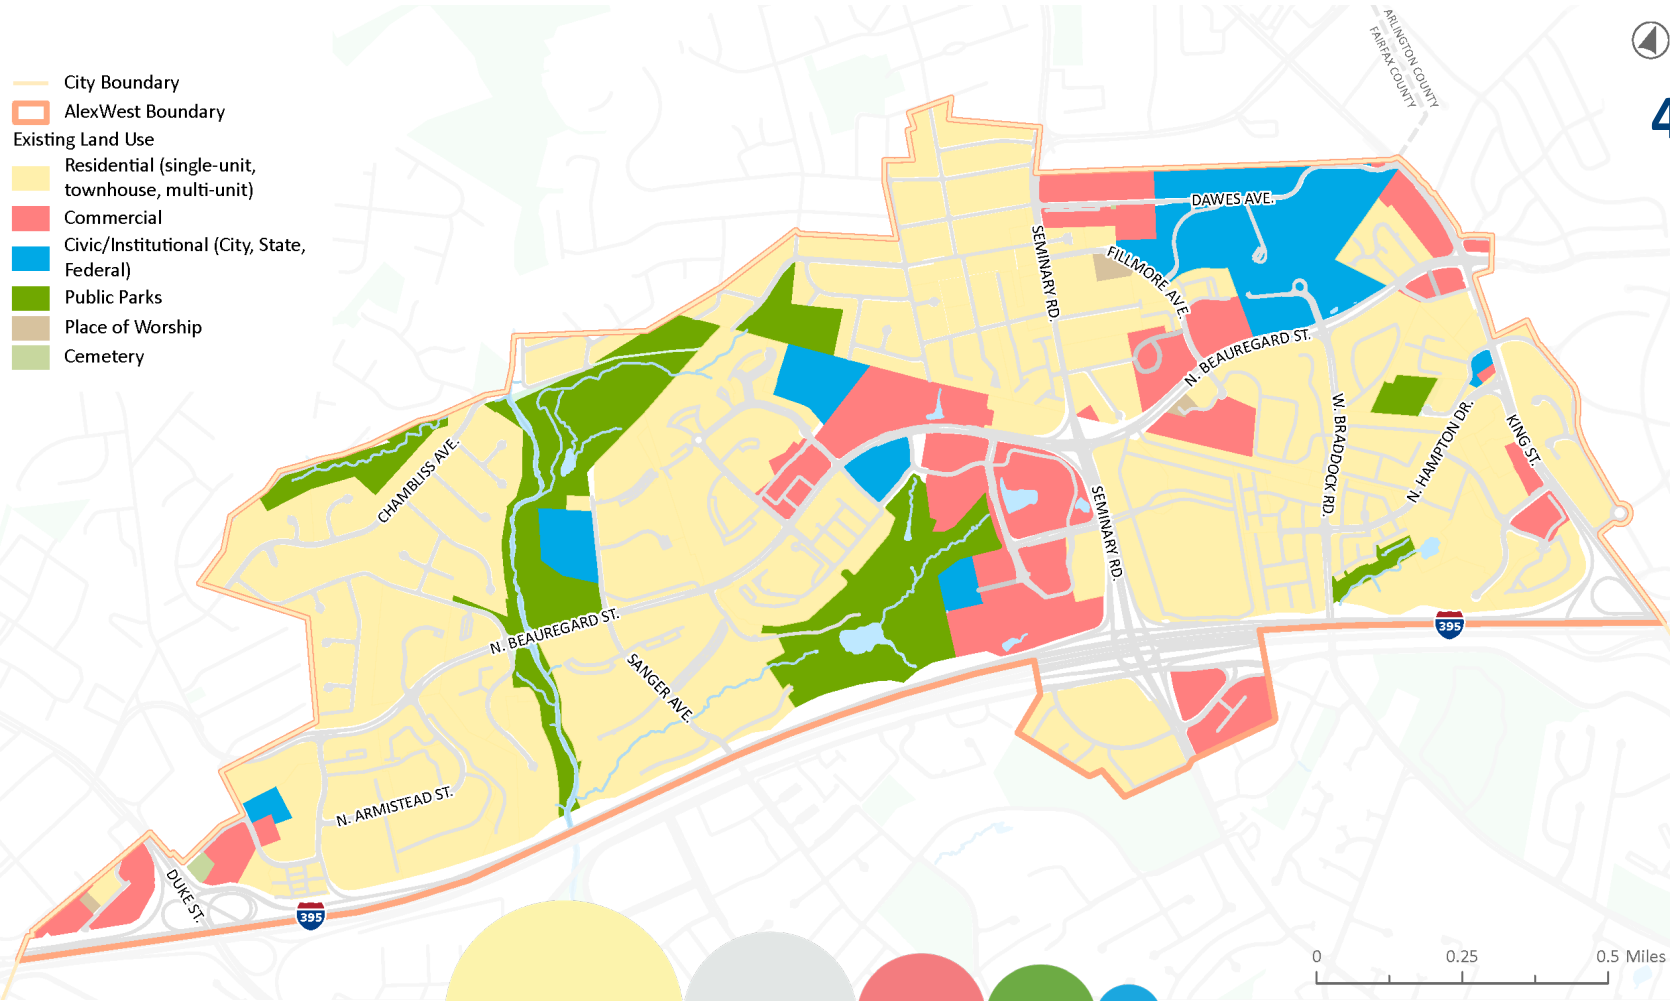 ARLINGTON COUNTY
FAIRFAX COUNTY
4
City Boundary
AlexWest Boundary
Existing Land Use
Residential (single-unit,
townhouse, multi-unit)
Commercial
Civic/Institutional (City, State,
Federal)
Public Parks
Place of Worship
Cemetery
DAWES AVE.
SEMINARY RD.
FILLMORE AVE.
N. BEAUREGARD ST.
W. BRADDOCK RD.
N. HAMPTON DR.
KING ST.
CHAMBLISS AVE.
SEMINARY RD.
N. BEAUREGARD ST.
SANGER AVE.
395
N. ARMISTEAD ST.
DUKE ST.
395
0 0.25 0.5 Miles